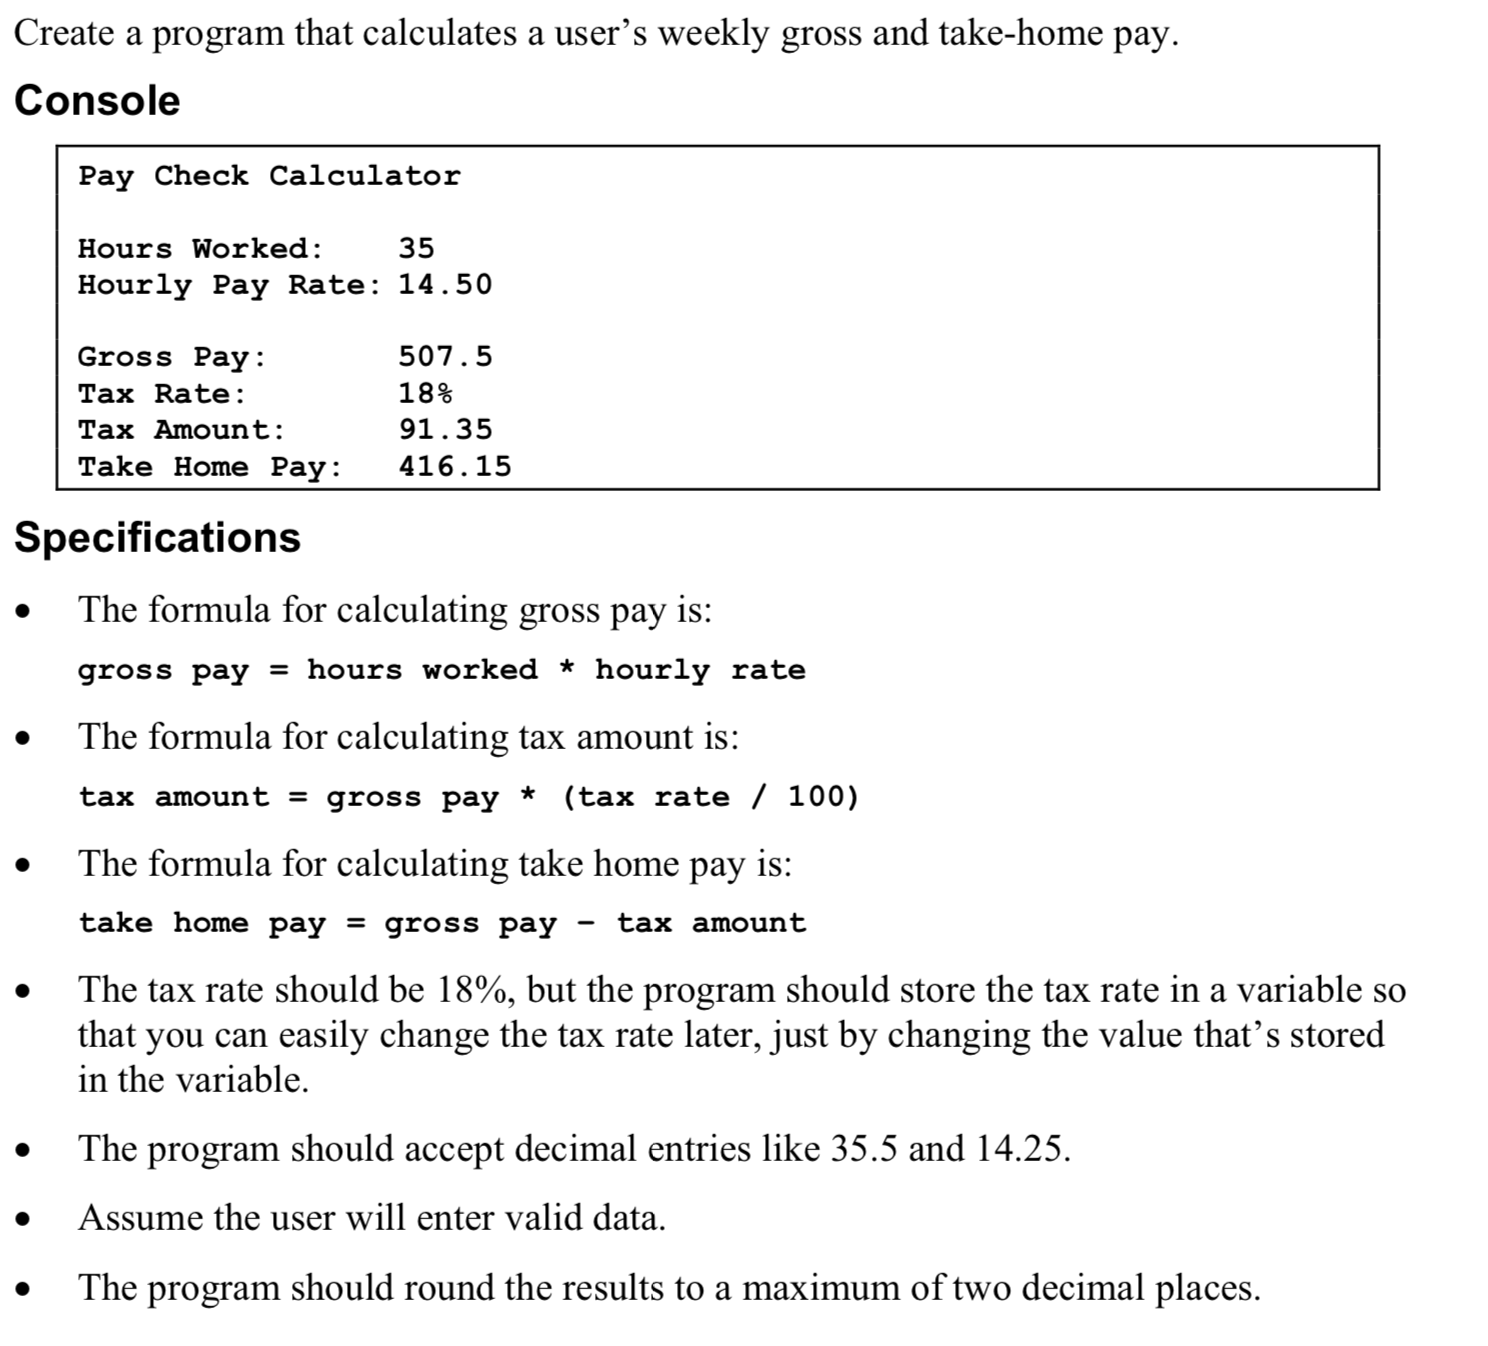 Create a program that calculates a user’s weekly gross and take-home pay.
Console
Pay Check Calculator
Hours Worked:    35
Hourly Pay Rate: 14.50
Gross Pay:       507.5
Tax Rate:        18%
Tax Amount:      91.35
Take Home Pay:   416.15
Specifications
• The formula for calculating gross pay is:
gross pay = hours worked * hourly rate
• The formula for calculating tax amount is:
tax amount = gross pay * (tax rate / 100)
• The formula for calculating take home pay is:
take home pay = gross pay – tax amount
• The tax rate should be 18%, but the program should store the tax rate in a variable so
that you can easily change the tax rate later, just by changing the value that’s stored
in the variable.
• The program should accept decimal entries like 35.5 and 14.25.
• Assume the user will enter valid data.
• The program should round the results to a maximum of two decimal places.